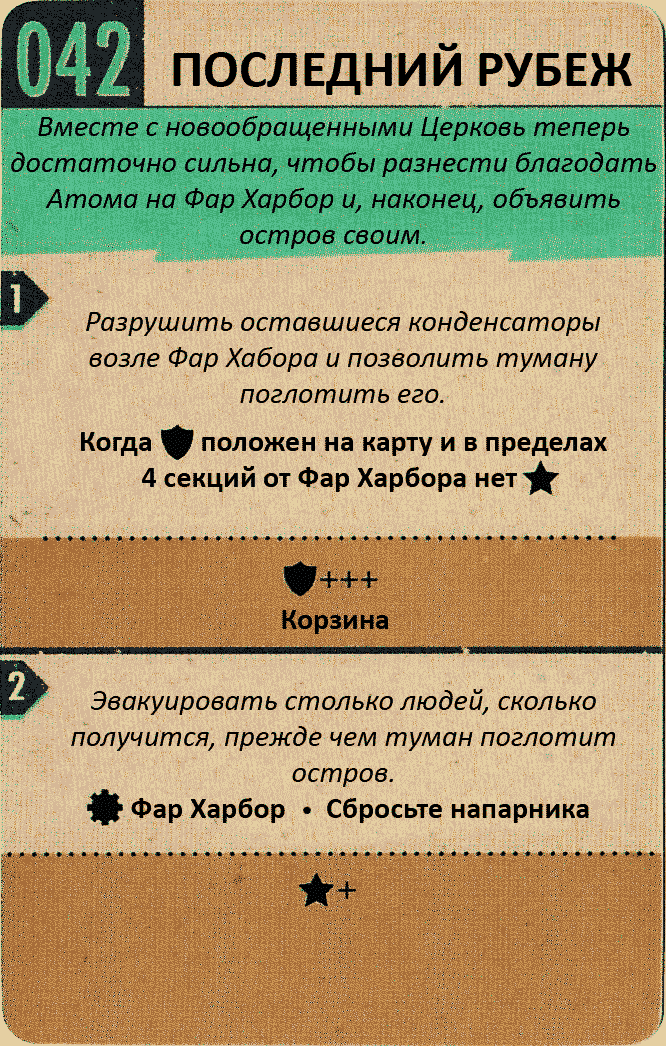 042
ПОСЛЕДНИЙ РУБЕЖ
Вместе с новообращенными Церковь теперь
достаточно сильна, чтобы разнести благодать
Атома на Фар Харбор и, наконец, объявить
остров своим.
1
Разрушить оставшиеся конденсаторы
возле Фар Хабора и позволить туману
поглотить его.
Когда положен на карту и в пределах
4 секций от Фар Харбора нет
+++
Корзина
2
Эвакуировать столько людей, сколько
получится, прежде чем туман поглотит
остров.
Фар Харбор • Сбросьте напарника
+